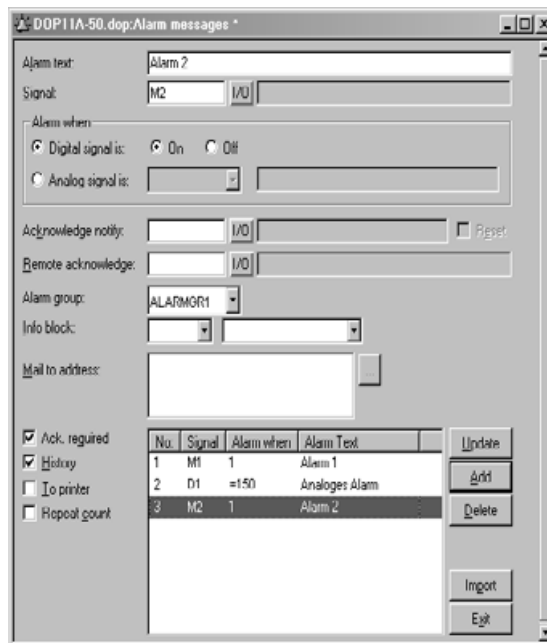 DOP11A-50.dop:Alarm messages *
Alarm text: Alarm 2
Signal: M2 I/O
Alarm when
Digital signal is: On Off
Analog signal is:
Acknowledge notify: I/O Reset
Remote acknowledge: I/O
Alarm group: ALARMGR1
Info block:
Mail to address: ...
Ack. required
History
To printer
Repeat count
No: Signal Alarm when Alarm Text
1 M1 1 Alarm 1
2 D1 =150 Analoges Alarm
3 M2 1 Alarm 2
Update
Add
Delete
Import
Exit